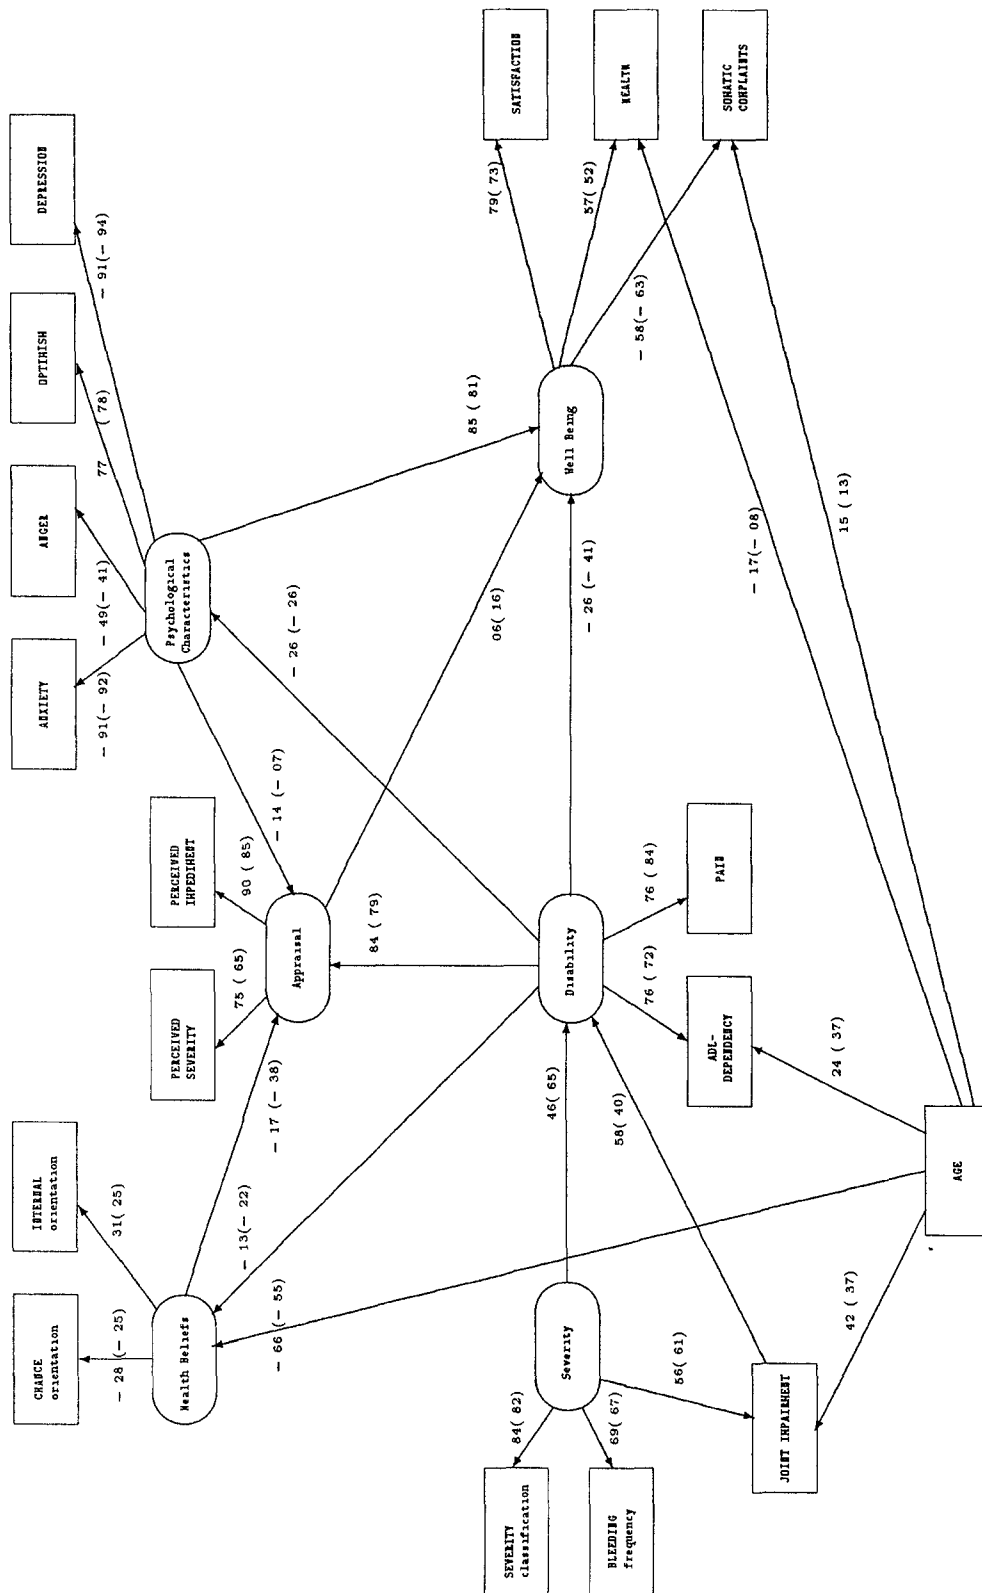 CHANCE
orientation
INTERNAL
orientation
- 28 (- 25)
31( 25)
Health Beliefs
PERCEIVED
SEVERITY
PERCEIVED
IMPEDIMENT
75 ( 65)
90 ( 85)
Appraisal
- 17 (- 38)
- 14 (- 07)
ANXIETY
ANGER
OPTIMISM
DEPRESSION
- 91(- 92)
- 49(- 41)
77 ( 78)
- 91(- 94)
Psychological
Characteristics
- 66 (- 55)
- 13(- 22)
84 ( 79)
- 26 (- 26)
06( 16)
85 ( 81)
SEVERITY
classification
BLEEDING
frequency
84( 82)
69( 67)
Severity
46( 65)
Disability
- 26 (- 41)
Well Being
79( 73)
57( 52)
- 58(- 63)
SATISFACTION
HEALTH
SOMATIC
COMPLAINTS
56( 61)
58( 40)
76( 72)
76 ( 84)
JOINT IMPAIRMENT
ADL-
DEPENDENCY
PAIN
42 ( 37)
24 ( 37)
- 17(- 08)
15 ( 13)
AGE